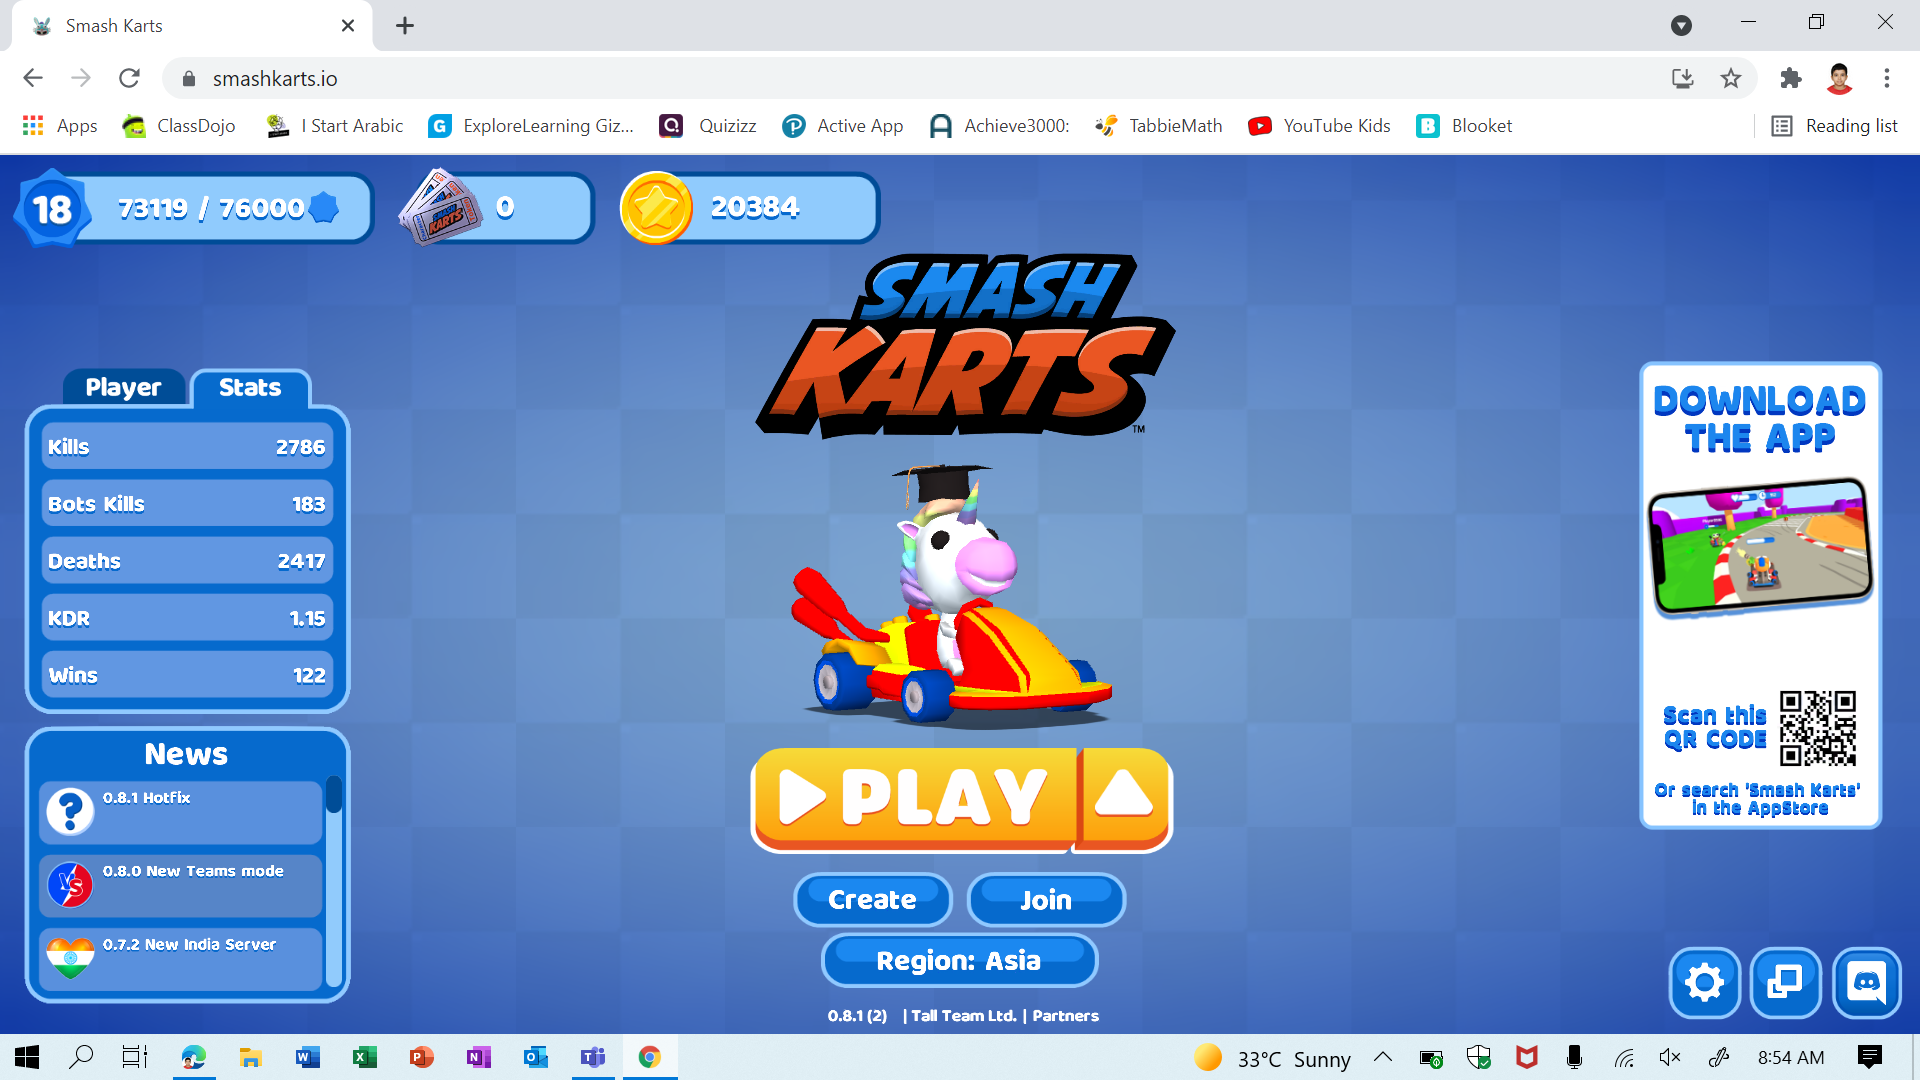 Smash Karts
smashkarts.io
Apps
ClassDojo
I Start Arabic
ExploreLearning Giz...
Quizizz
Active App
Achieve3000:
TabbieMath
YouTube Kids
Blooket
Reading list
18
73119 / 76000
0
20384
SMASH
KARTS
TM
Player
Stats
Kills 2786
Bots Kills 183
Deaths 2417
KDR 1.15
Wins 122
News
0.8.1 Hotfix
0.8.0 New Teams mode
0.7.2 New India Server
PLAY
Create
Join
Region: Asia
0.8.1 (2) | Tall Team Ltd. | Partners
DOWNLOAD
THE APP
Scan this
QR CODE
Or search 'Smash Karts'
in the AppStore
33°C Sunny
8:54 AM